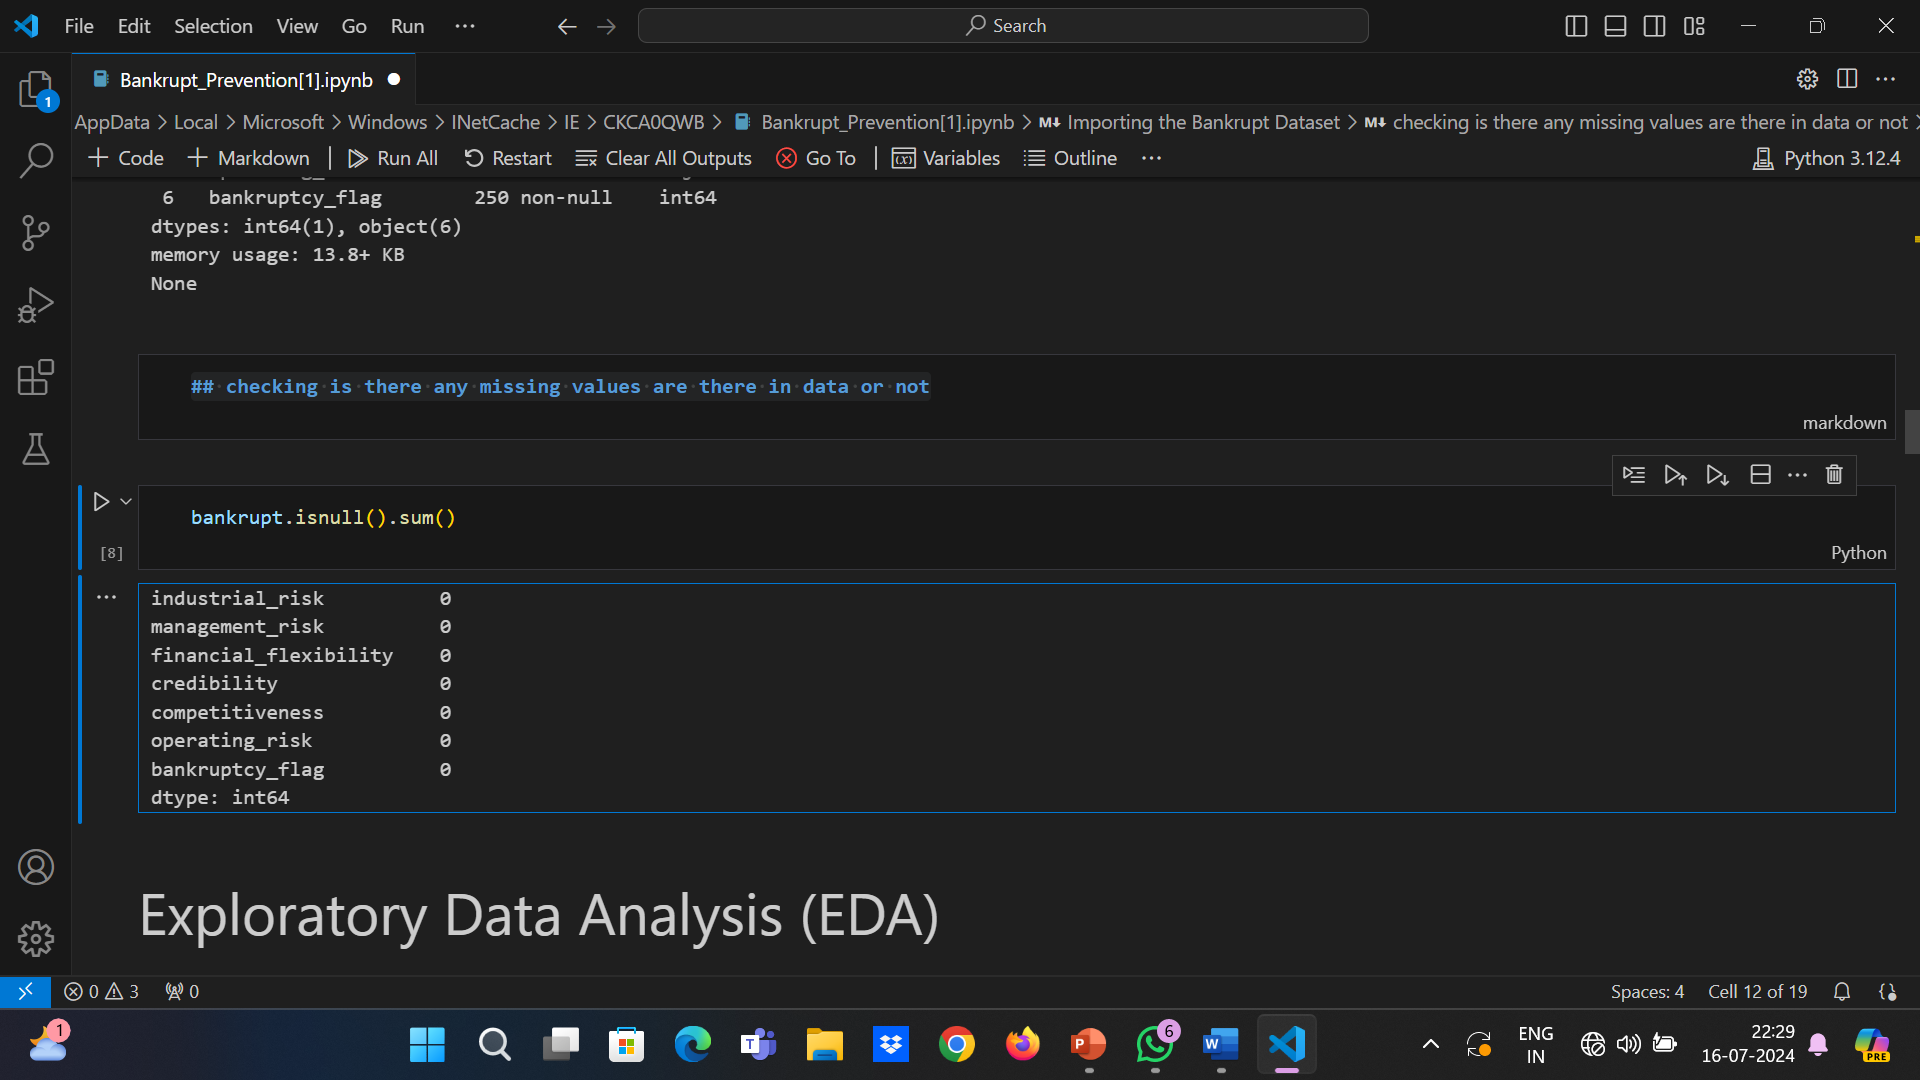 File Edit Selection View Go Run ···
Search
Bankrupt_Prevention[1].ipynb
1
AppData > Local > Microsoft > Windows > INetCache > IE > CKCA0QWB > Bankrupt_Prevention[1].ipynb > M↓ Importing the Bankrupt Dataset > M↓ checking is there any missing values are there in data or not >
+ Code + Markdown | Run All Restart Clear All Outputs Go To | Variables Outline ··· Python 3.12.4
6 bankruptcy_flag 250 non-null int64
dtypes: int64(1), object(6)
memory usage: 13.8+ KB
None
## checking is there any missing values are there in data or not
markdown
bankrupt.isnull().sum()
[8]
Python
industrial_risk 0
management_risk 0
financial_flexibility 0
credibility 0
competitiveness 0
operating_risk 0
bankruptcy_flag 0
dtype: int64
Exploratory Data Analysis (EDA)
0 3 0 Spaces: 4 Cell 12 of 19
1
6
T
P
W
ENG
IN
22:29
16-07-2024
PRE